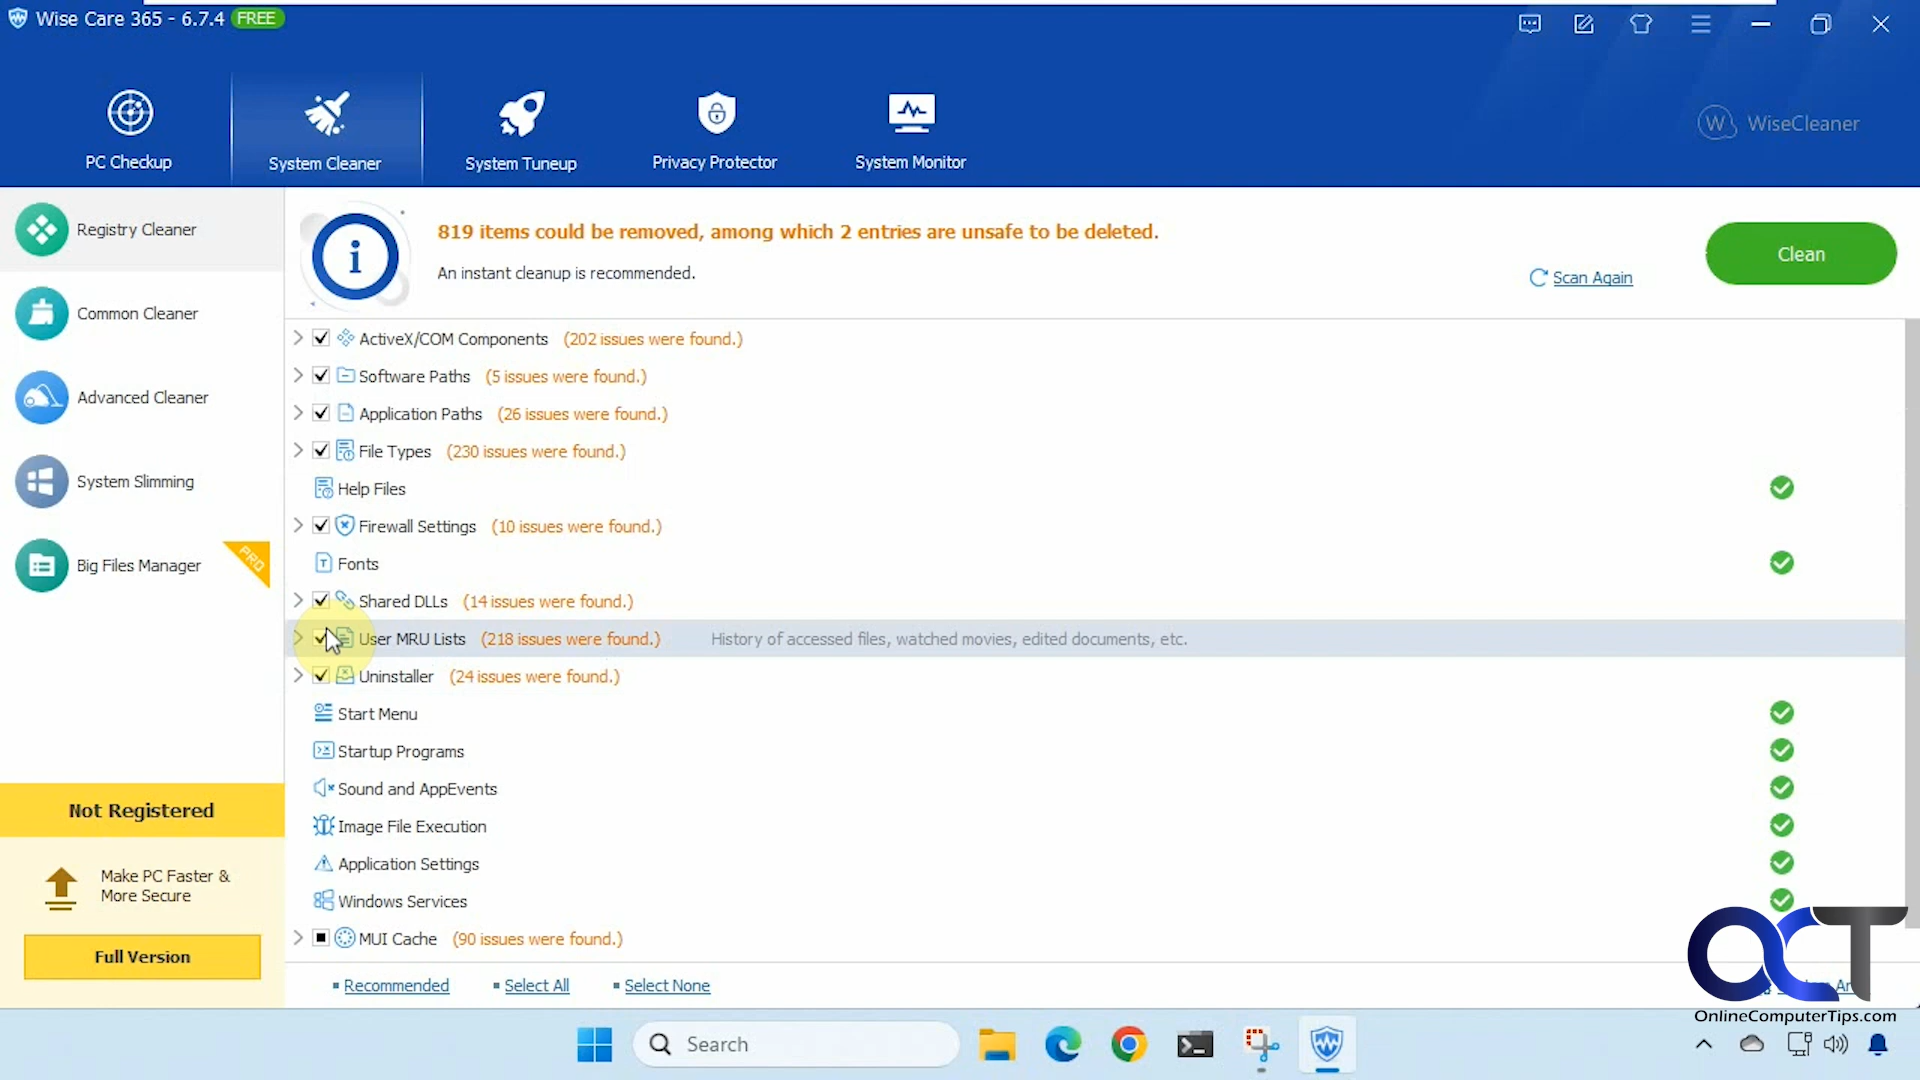 Wise Care 365 - 6.7.4 FREE
PC Checkup
System Cleaner
System Tuneup
Privacy Protector
System Monitor
WiseCleaner
Registry Cleaner
Common Cleaner
Advanced Cleaner
System Slimming
Big Files Manager
PRO
819 items could be removed, among which 2 entries are unsafe to be deleted.
An instant cleanup is recommended.
Scan Again
Clean
ActiveX/COM Components (202 issues were found.)
Software Paths (5 issues were found.)
Application Paths (26 issues were found.)
File Types (230 issues were found.)
Help Files
Firewall Settings (10 issues were found.)
Fonts
Shared DLLs (14 issues were found.)
User MRU Lists (218 issues were found.) History of accessed files, watched movies, edited documents, etc.
Uninstaller (24 issues were found.)
Start Menu
Startup Programs
Sound and AppEvents
Image File Execution
Application Settings
Windows Services
MUI Cache (90 issues were found.)
Not Registered
Make PC Faster &
More Secure
Full Version
Recommended
Select All
Select None
OCT
OnlineComputerTips.com
Search